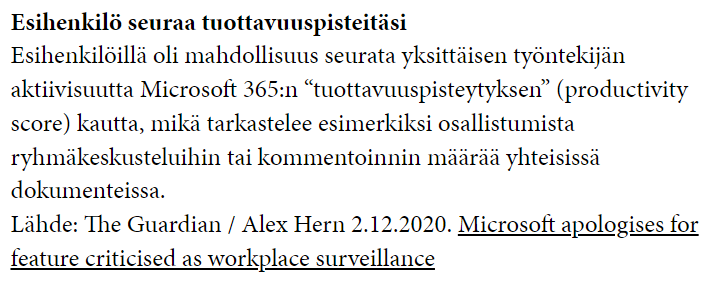 Esihenkilö seuraa tuottavuuspisteitäsi
Esihenkilöillä oli mahdollisuus seurata yksittäisen työntekijän
aktiivisuutta Microsoft 365:n “tuottavuuspisteytyksen” (productivity
score) kautta, mikä tarkastelee esimerkiksi osallistumista
ryhmäkeskusteluihin tai kommentoinnin määrää yhteisissä
dokumenteissa.
Lähde: The Guardian / Alex Hern 2.12.2020. Microsoft apologises for
feature criticised as workplace surveillance